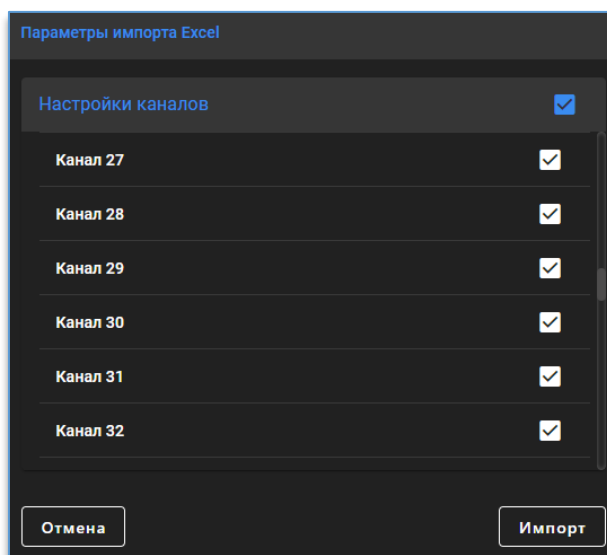 Параметры импорта Excel
Настройки каналов
Канал 27
Канал 28
Канал 29
Канал 30
Канал 31
Канал 32
Отмена Импорт